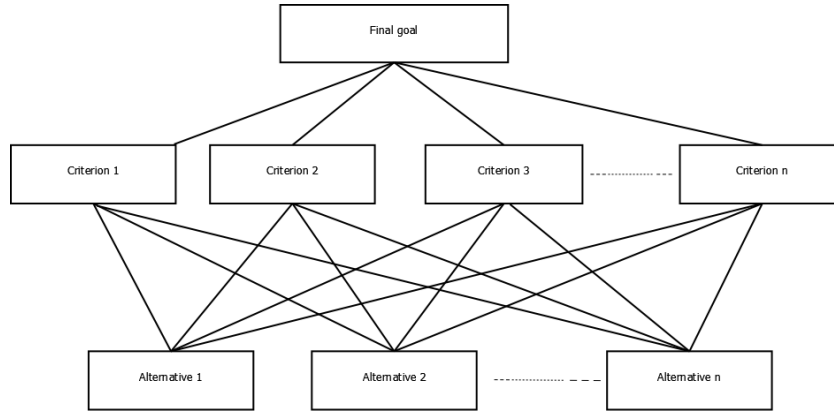 Final goal
Criterion 1
Criterion 2
Criterion 3
Criterion n
Alternative 1
Alternative 2
Alternative n